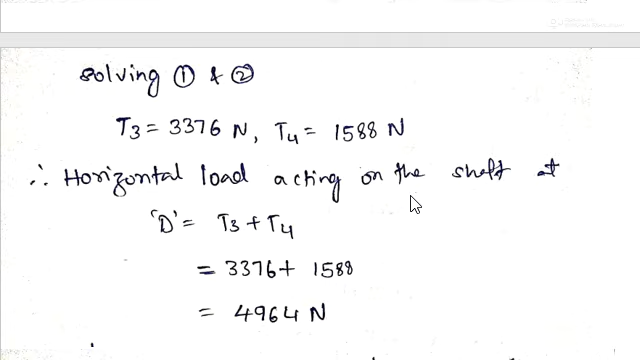 solving ① & ②
T3 = 3376 N, T4 = 1588 N
∴ Horizontal load acting on the shaft at
'D' = T3 + T4
= 3376 + 1588
= 4964 N